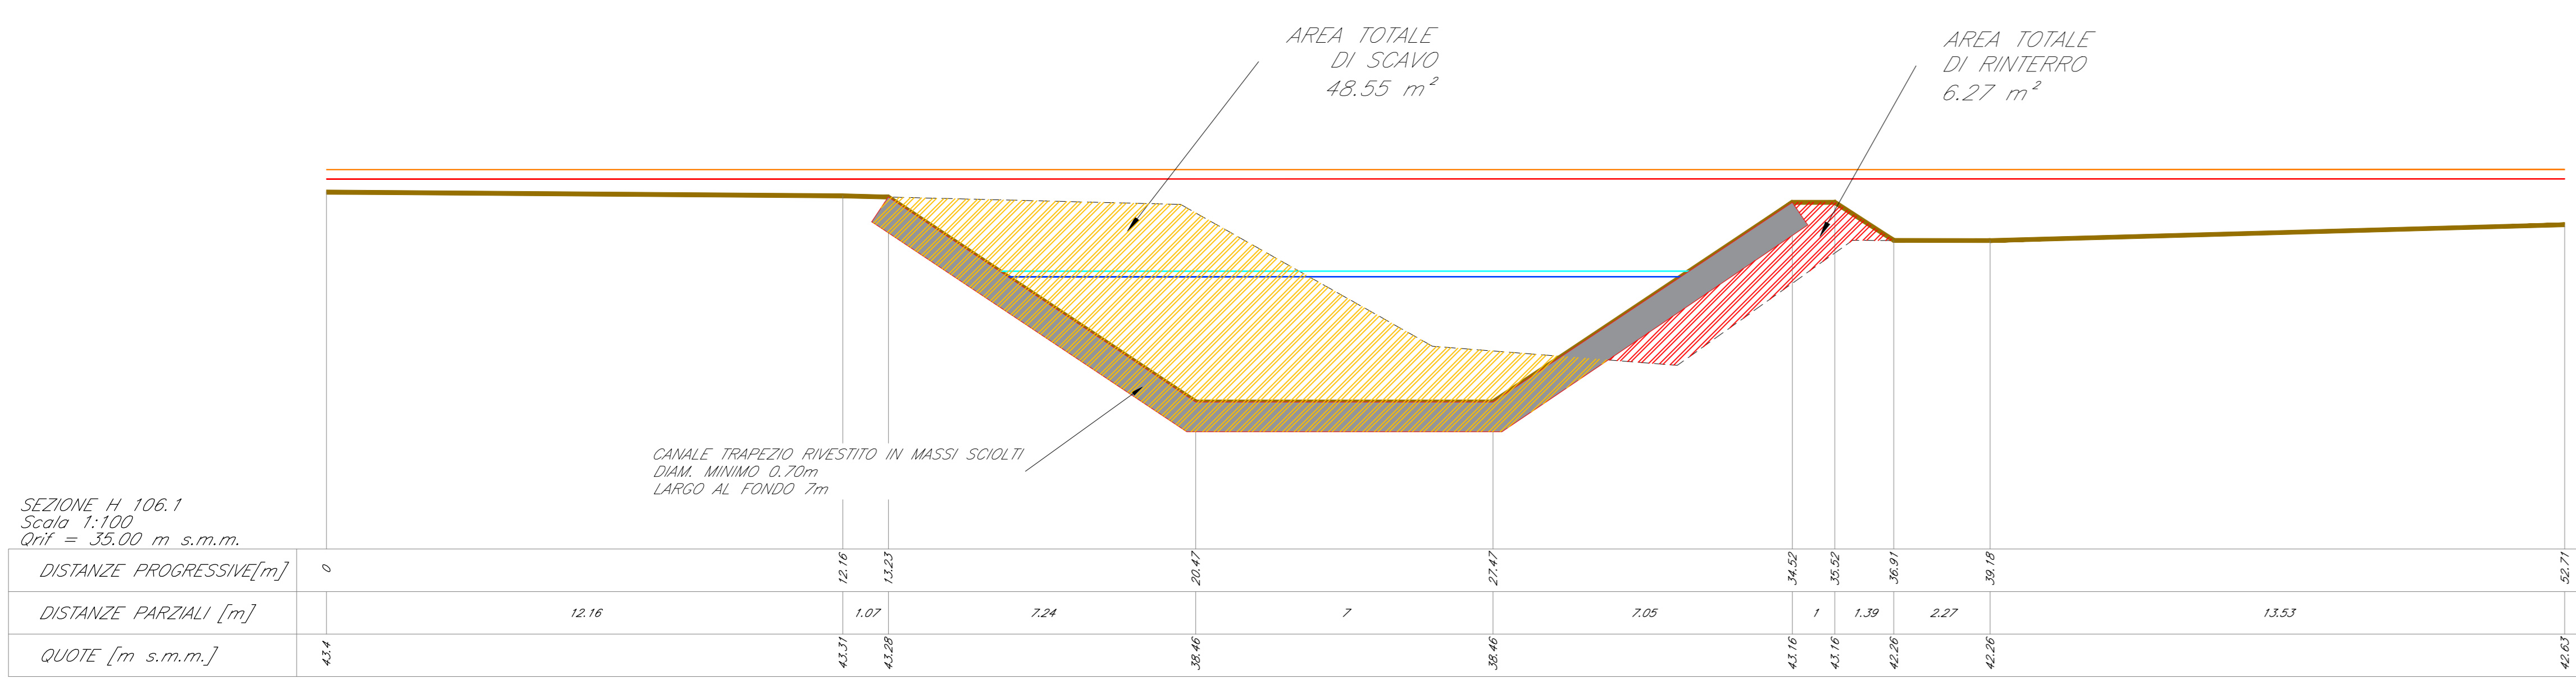 AREA TOTALE
DI SCAVO
48.55 m²
AREA TOTALE
DI RINTERRO
6.27 m²
CANALE TRAPEZIO RIVESTITO IN MASSI SCIOLTI
DIAM. MINIMO 0.70m
LARGO AL FONDO 7m
SEZIONE H 106.1
Scala 1:100
Qrif = 35.00 m s.m.m.
DISTANZE PROGRESSIVE[m] 0 12.16 13.23 20.47 27.47 34.52 35.52 36.91 39.18 52.71
DISTANZE PARZIALI [m] 12.16 1.07 7.24 7 7.05 1 1.39 2.27 13.53
QUOTE [m s.m.m.] 43.4 43.31 43.28 38.46 38.46 43.16 43.16 42.26 42.26 42.63